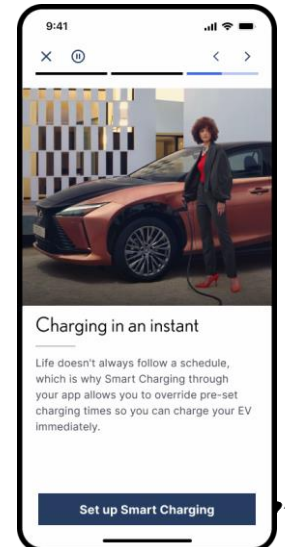 9:41
Charging in an instant
Life doesn't always follow a schedule,
which is why Smart Charging through
your app allows you to override pre-set
charging times so you can charge your EV
immediately.
Set up Smart Charging